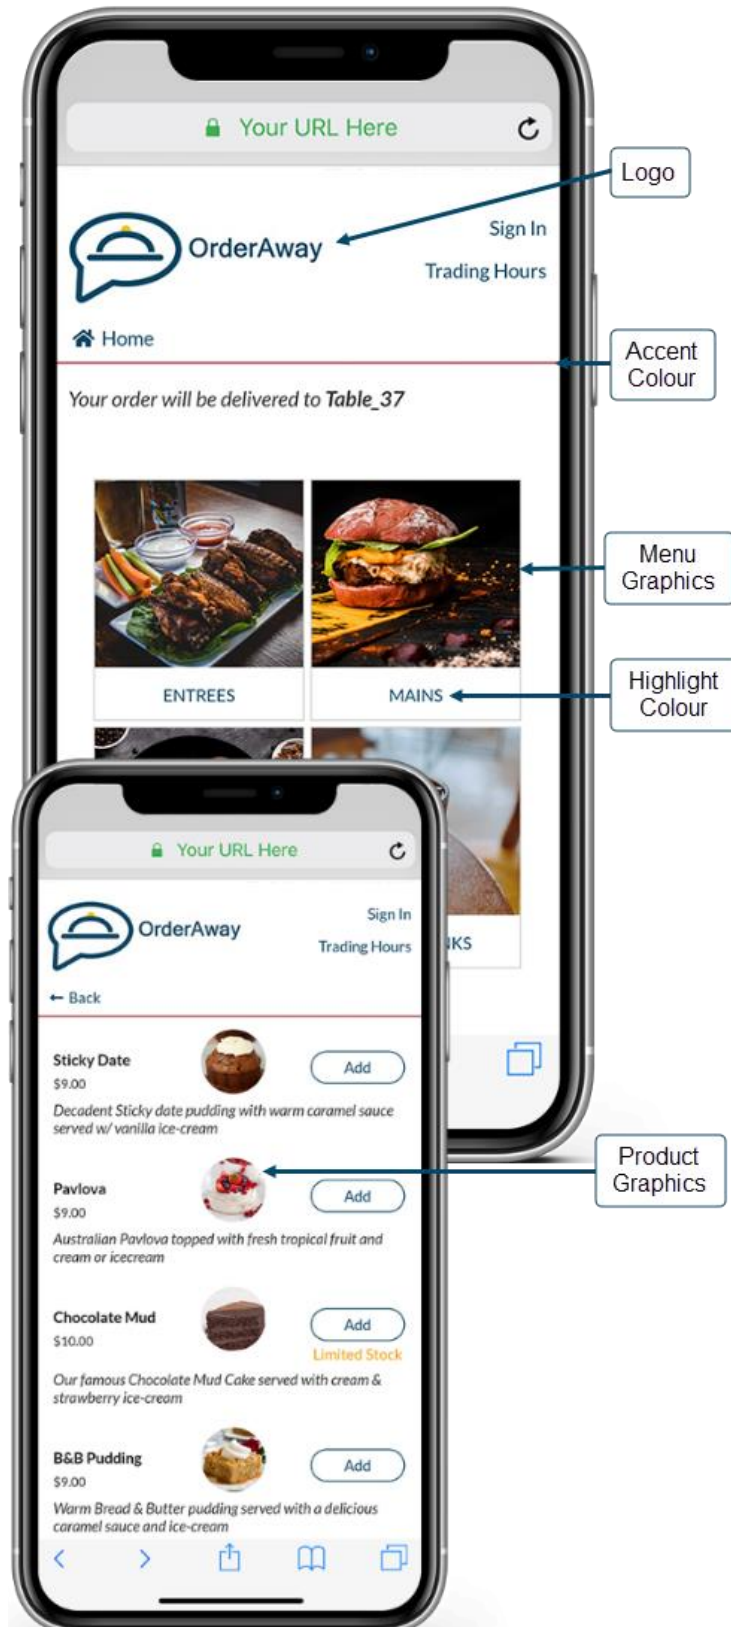 Your URL Here
Logo
OrderAway
Sign In
Trading Hours
Home
Accent
Colour
Your order will be delivered to Table_37
Menu
Graphics
ENTREES
MAINS
Highlight
Colour
NKS
Your URL Here
OrderAway
Sign In
Trading Hours
Back
Sticky Date
$9.00
Add
Decadent Sticky date pudding with warm caramel sauce
served w/ vanilla ice-cream
Product
Graphics
Pavlova
$9.00
Add
Australian Pavlova topped with fresh tropical fruit and
cream or icecream
Chocolate Mud
$10.00
Add
Limited Stock
Our famous Chocolate Mud Cake served with cream &
strawberry ice-cream
B&B Pudding
$9.00
Add
Warm Bread & Butter pudding served with a delicious
caramel sauce and ice-cream